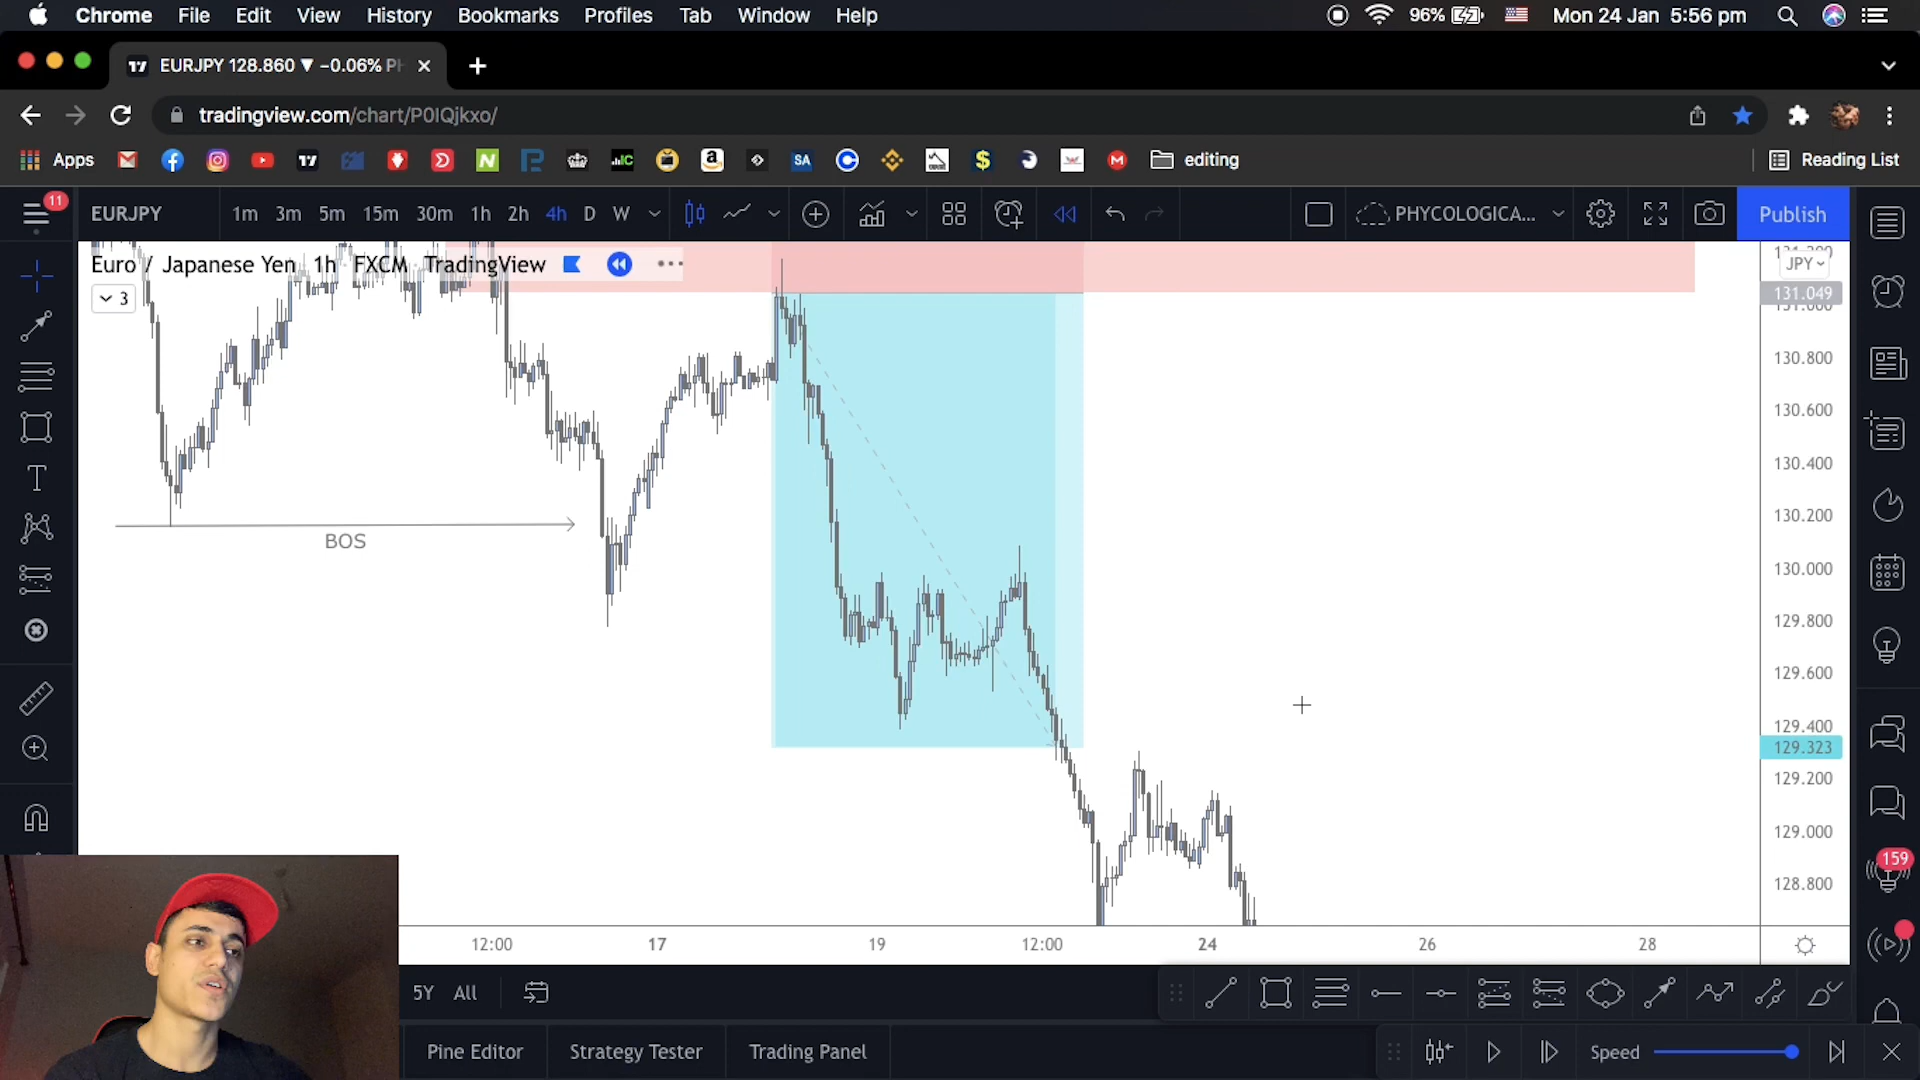 Chrome File Edit View History Bookmarks Profiles Tab Window Help 96% Mon 24 Jan 5:56 pm
EURJPY 128.860 ▼ −0.06%
tradingview.com/chart/P0IQjkxo/
Apps editing Reading List
11
EURJPY 1m 3m 5m 15m 30m 1h 2h 4h D W PHYCOLOGICA... Publish
Euro / Japanese Yen 1h FXCM TradingView
3
JPY
131.049
130.800
130.600
130.400
130.200
BOS
130.000
129.800
129.600
129.400
129.323
129.200
129.000
128.800
159
12:00 17 19 12:00 24 26 28
5Y All
Pine Editor Strategy Tester Trading Panel Speed